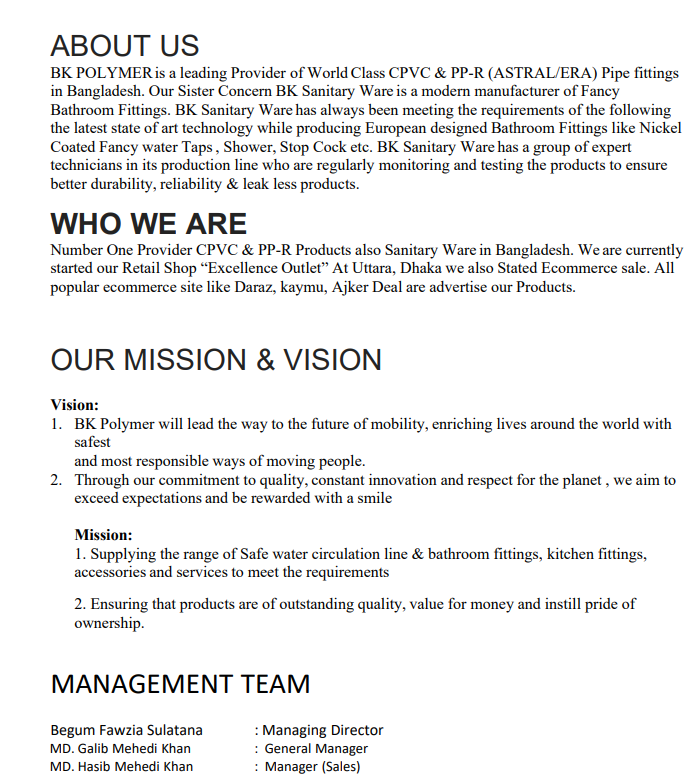 ABOUT US
BK POLYMER is a leading Provider of World Class CPVC & PP-R (ASTRAL/ERA) Pipe fittings
in Bangladesh. Our Sister Concern BK Sanitary Ware is a modern manufacturer of Fancy
Bathroom Fittings. BK Sanitary Ware has always been meeting the requirements of the following
the latest state of art technology while producing European designed Bathroom Fittings like Nickel
Coated Fancy water Taps , Shower, Stop Cock etc. BK Sanitary Ware has a group of expert
technicians in its production line who are regularly monitoring and testing the products to ensure
better durability, reliability & leak less products.
WHO WE ARE
Number One Provider CPVC & PP-R Products also Sanitary Ware in Bangladesh. We are currently
started our Retail Shop “Excellence Outlet” At Uttara, Dhaka we also Stated Ecommerce sale. All
popular ecommerce site like Daraz, kaymu, Ajker Deal are advertise our Products.
OUR MISSION & VISION
Vision:
1. BK Polymer will lead the way to the future of mobility, enriching lives around the world with
safest
and most responsible ways of moving people.
2. Through our commitment to quality, constant innovation and respect for the planet , we aim to
exceed expectations and be rewarded with a smile
Mission:
1. Supplying the range of Safe water circulation line & bathroom fittings, kitchen fittings,
accessories and services to meet the requirements
2. Ensuring that products are of outstanding quality, value for money and instill pride of
ownership.
MANAGEMENT TEAM
Begum Fawzia Sulatana : Managing Director
MD. Galib Mehedi Khan : General Manager
MD. Hasib Mehedi Khan : Manager (Sales)